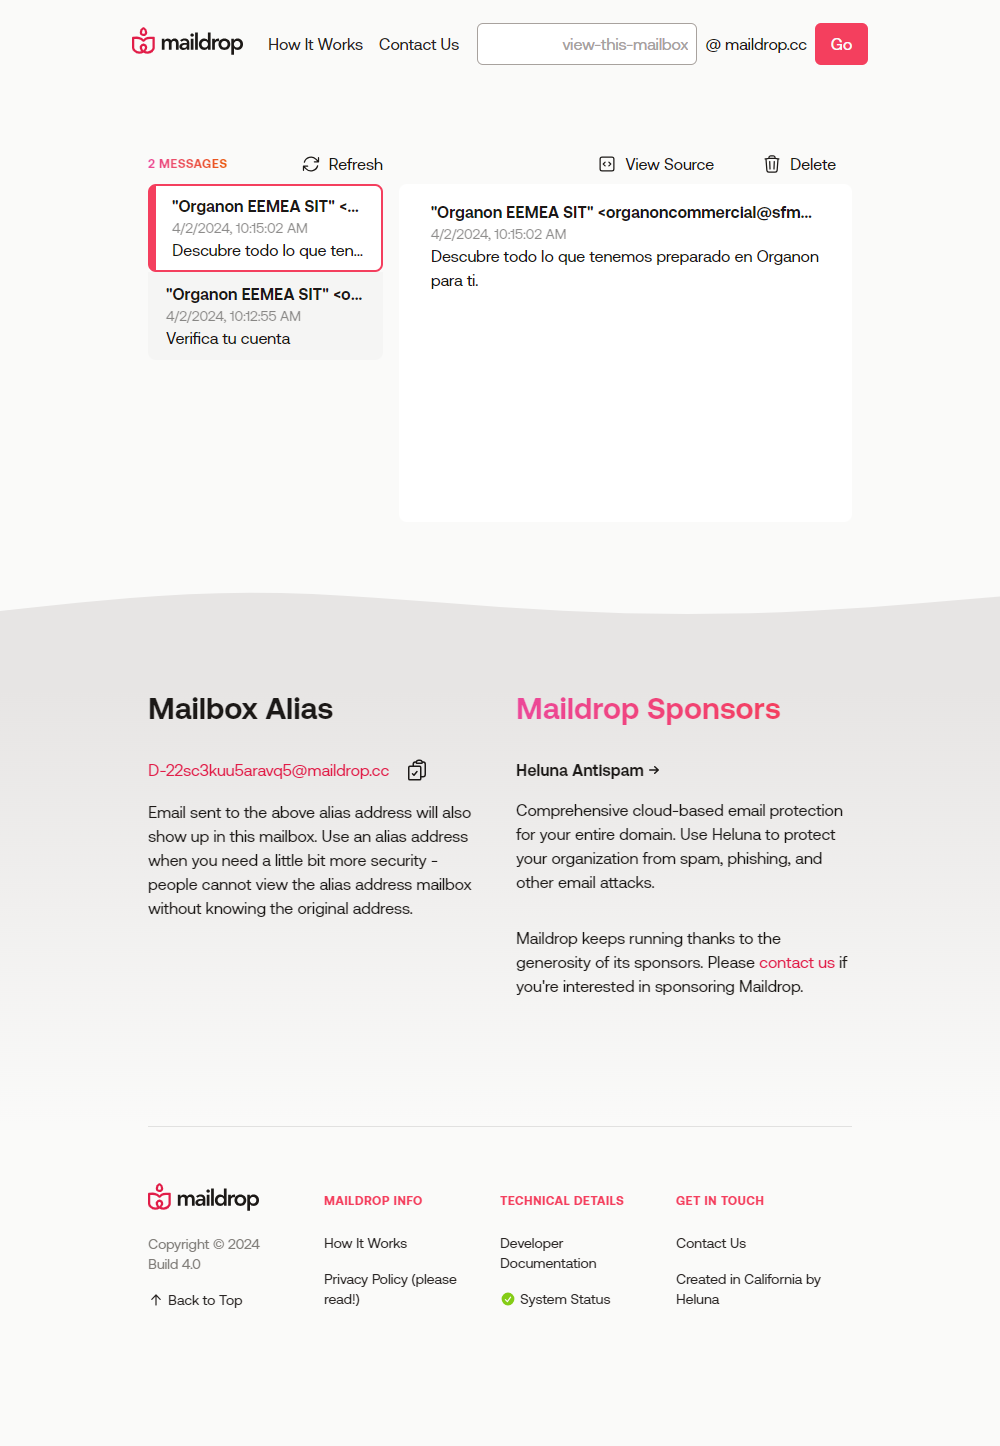 maildrop How It Works Contact Us view-this-mailbox @ maildrop.cc Go
2 MESSAGES Refresh View Source Delete
"Organon EEMEA SIT" <...
4/2/2024, 10:15:02 AM
Descubre todo lo que ten...
"Organon EEMEA SIT" <o...
4/2/2024, 10:12:55 AM
Verifica tu cuenta
"Organon EEMEA SIT" <organoncommercial@sfm...
4/2/2024, 10:15:02 AM
Descubre todo lo que tenemos preparado en Organon
para ti.
Mailbox Alias
D-22sc3kuu5aravq5@maildrop.cc
Email sent to the above alias address will also
show up in this mailbox. Use an alias address
when you need a little bit more security -
people cannot view the alias address mailbox
without knowing the original address.
Maildrop Sponsors
Heluna Antispam →
Comprehensive cloud-based email protection
for your entire domain. Use Heluna to protect
your organization from spam, phishing, and
other email attacks.
Maildrop keeps running thanks to the
generosity of its sponsors. Please contact us if
you're interested in sponsoring Maildrop.
maildrop
Copyright © 2024
Build 4.0
↑ Back to Top
MAILDROP INFO
How It Works
Privacy Policy (please
read!)
TECHNICAL DETAILS
Developer
Documentation
System Status
GET IN TOUCH
Contact Us
Created in California by
Heluna